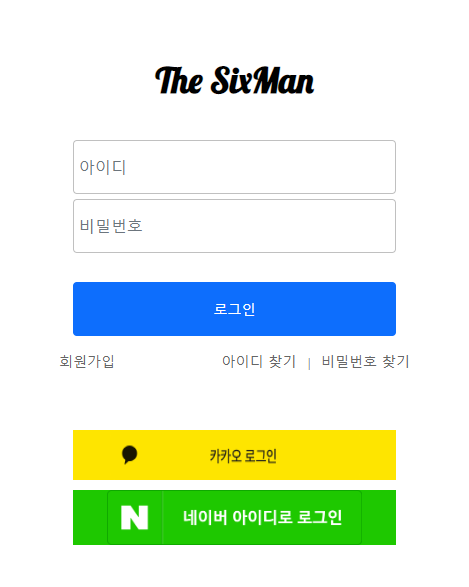 The SixMan
아이디
비밀번호
로그인
회원가입 아이디 찾기 | 비밀번호 찾기
카카오 로그인
N 네이버 아이디로 로그인